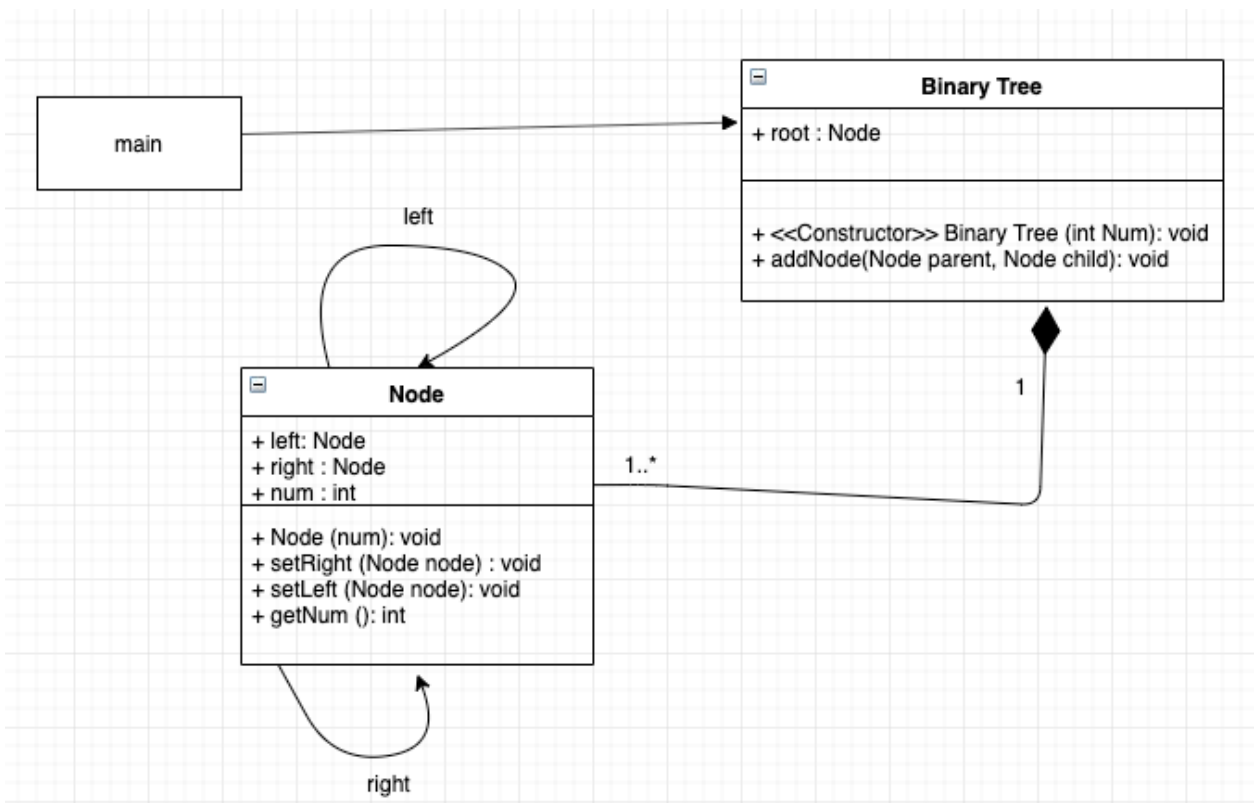 main
Binary Tree
+ root : Node
+ <<Constructor>> Binary Tree (int Num): void
+ addNode(Node parent, Node child): void
left
1
Node
+ left: Node
+ right : Node
+ num : int
1..*
+ Node (num): void
+ setRight (Node node) : void
+ setLeft (Node node): void
+ getNum (): int
right